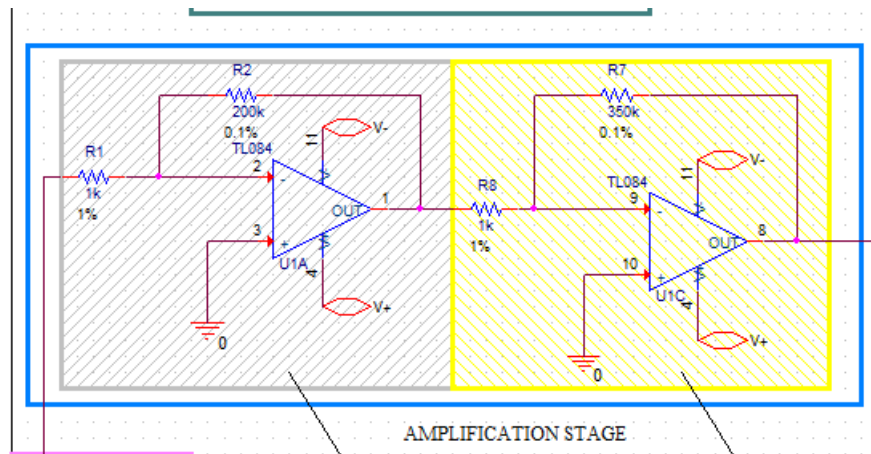 R2
200k
0.1%
TL084
11
V-
R1
1k
1%
2
-
3
+
OUT
1
U1A
4
V+
0
R7
350k
0.1%
TL084
11
V-
R8
1k
1%
9
-
10
+
OUT
8
U1C
4
V+
0
AMPLIFICATION STAGE